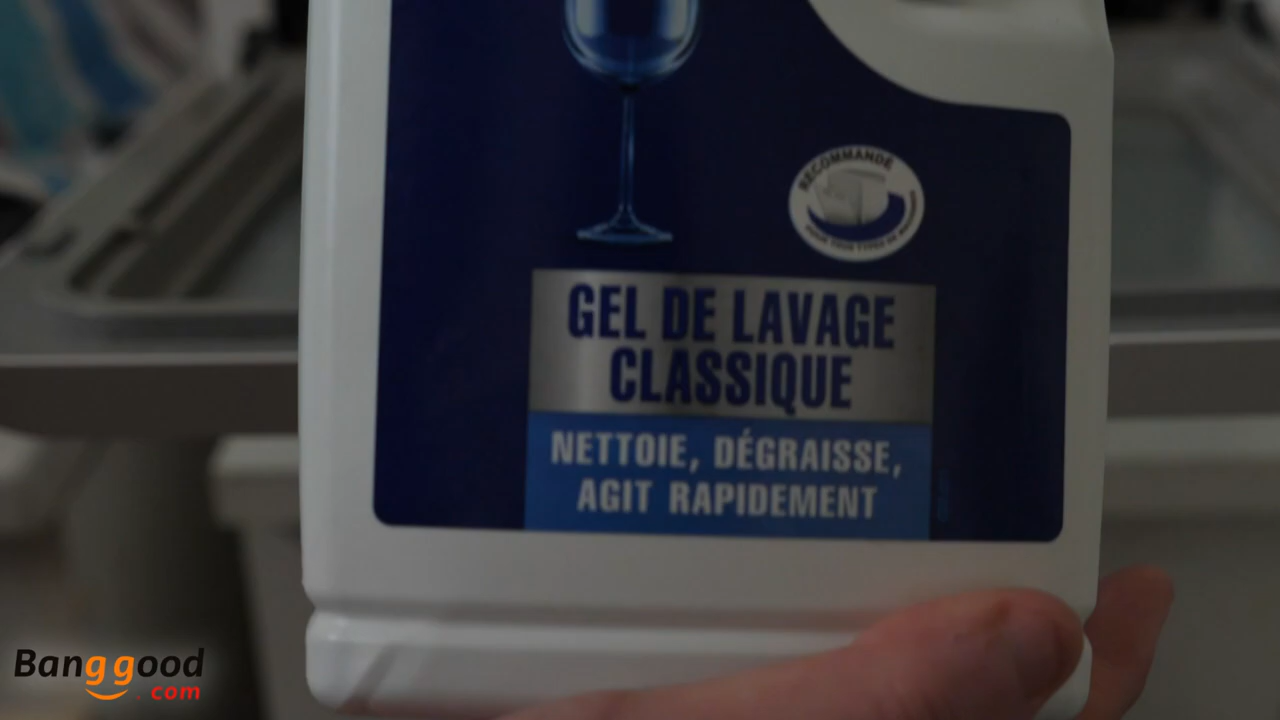 RECOMMANDÉ
GEL DE LAVAGE
CLASSIQUE
NETTOIE, DÉGRAISSE,
AGIT RAPIDEMENT
Banggood
.com